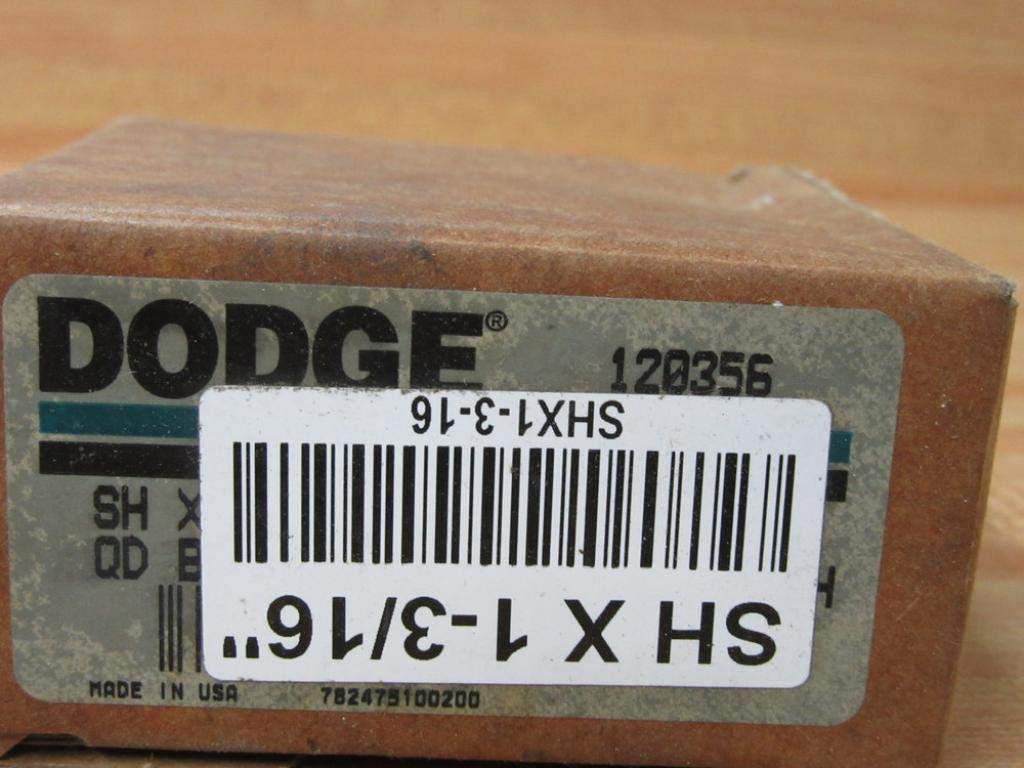 DODGE®
120356
SHX1-3-16
SH X
QD B
SH X 1-3/16"
MADE IN USA 782475100200